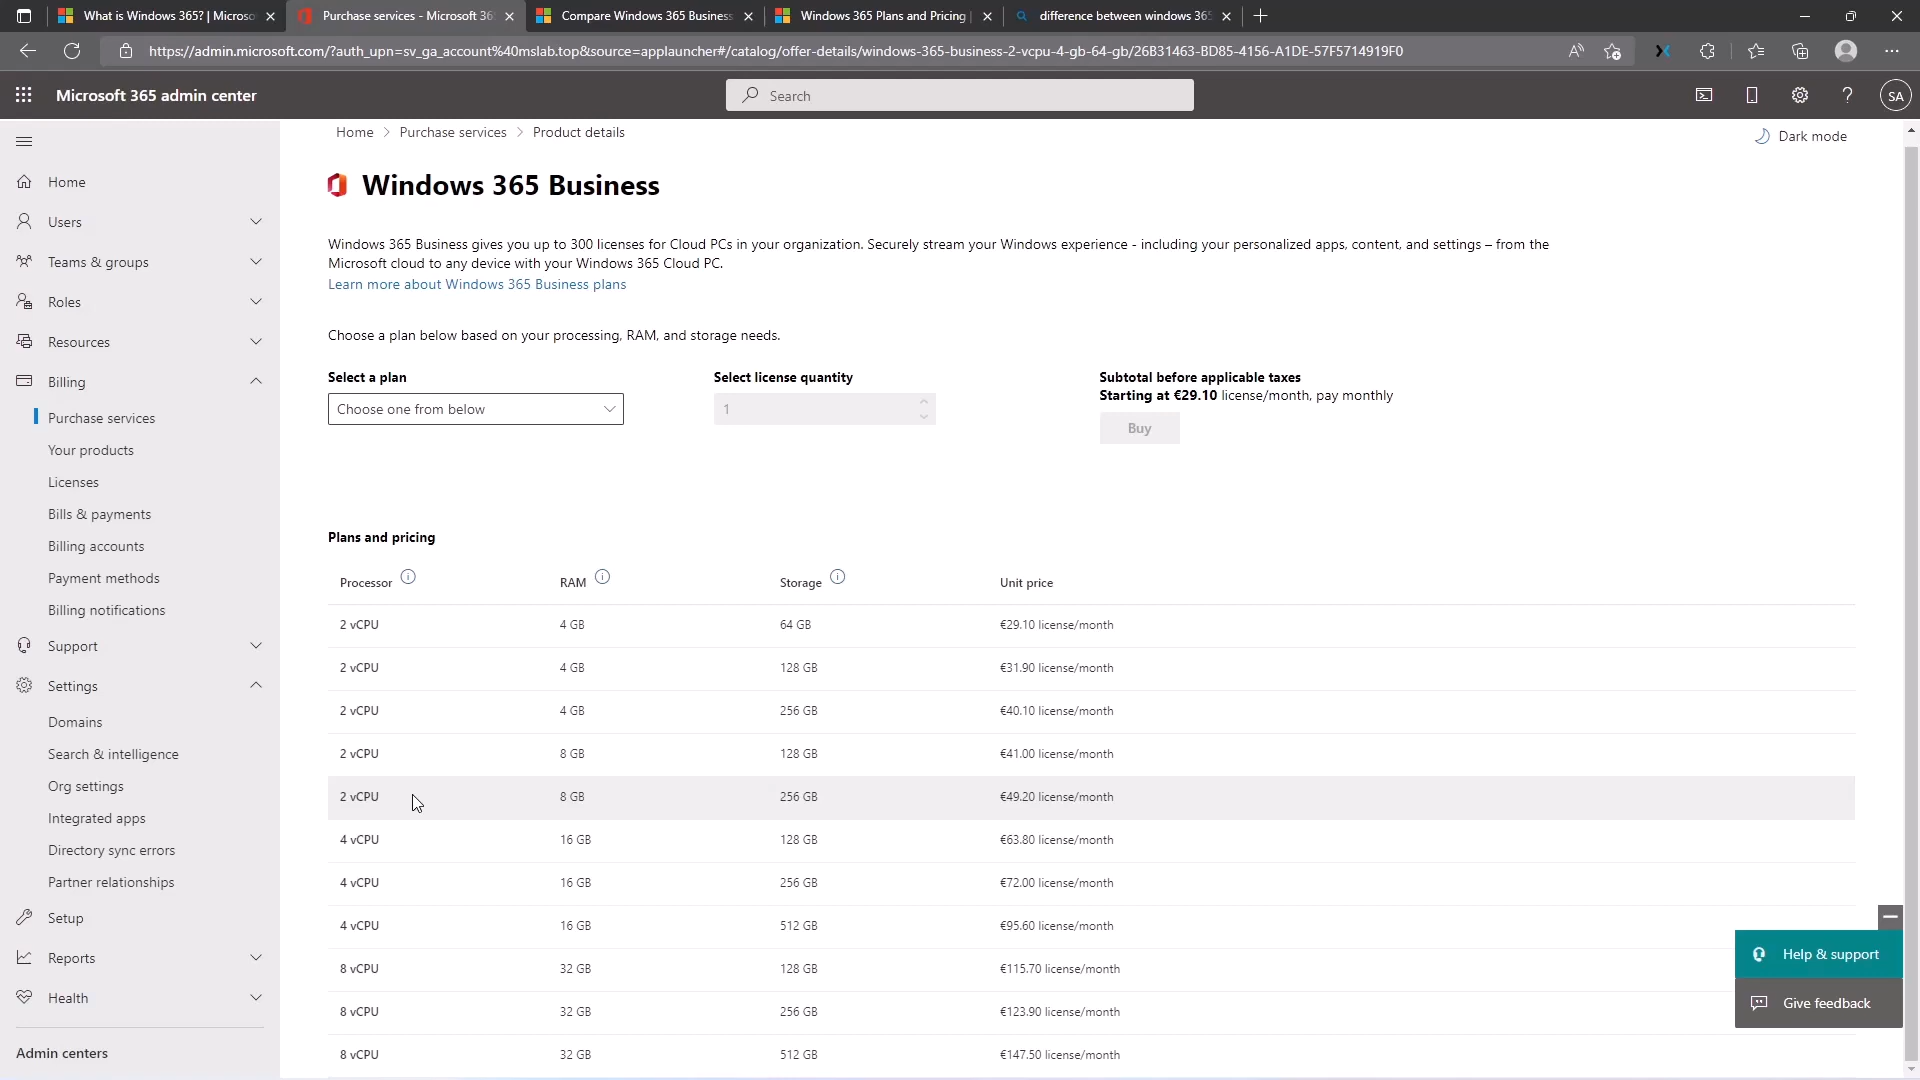 What is Windows 365? | Microso
Purchase services - Microsoft 36
Compare Windows 365 Business
Windows 365 Plans and Pricing
difference between windows 365
https://admin.microsoft.com/?auth_upn=sv_ga_account%40mslab.top&source=applauncher#/catalog/offer-details/windows-365-business-2-vcpu-4-gb-64-gb/26B31463-BD85-4156-A1DE-57F5714919F0
Microsoft 365 admin center
Search
SA
Home
Users
Teams & groups
Roles
Resources
Billing
Purchase services
Your products
Licenses
Bills & payments
Billing accounts
Payment methods
Billing notifications
Support
Settings
Domains
Search & intelligence
Org settings
Integrated apps
Directory sync errors
Partner relationships
Setup
Reports
Health
Admin centers
Home > Purchase services > Product details
Dark mode
Windows 365 Business
Windows 365 Business gives you up to 300 licenses for Cloud PCs in your organization. Securely stream your Windows experience - including your personalized apps, content, and settings – from the
Microsoft cloud to any device with your Windows 365 Cloud PC.
Learn more about Windows 365 Business plans
Choose a plan below based on your processing, RAM, and storage needs.
Select a plan
Choose one from below
Select license quantity
1
Subtotal before applicable taxes
Starting at €29.10 license/month, pay monthly
Buy
Plans and pricing
Processor RAM Storage Unit price
2 vCPU 4 GB 64 GB €29.10 license/month
2 vCPU 4 GB 128 GB €31.90 license/month
2 vCPU 4 GB 256 GB €40.10 license/month
2 vCPU 8 GB 128 GB €41.00 license/month
2 vCPU 8 GB 256 GB €49.20 license/month
4 vCPU 16 GB 128 GB €63.80 license/month
4 vCPU 16 GB 256 GB €72.00 license/month
4 vCPU 16 GB 512 GB €95.60 license/month
8 vCPU 32 GB 128 GB €115.70 license/month
8 vCPU 32 GB 256 GB €123.90 license/month
8 vCPU 32 GB 512 GB €147.50 license/month
Help & support
Give feedback